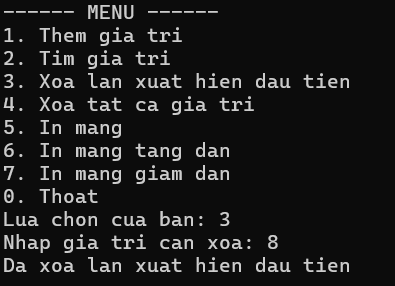 ------ MENU ------
1. Them gia tri
2. Tim gia tri
3. Xoa lan xuat hien dau tien
4. Xoa tat ca gia tri
5. In mang
6. In mang tang dan
7. In mang giam dan
0. Thoat
Lua chon cua ban: 3
Nhap gia tri can xoa: 8
Da xoa lan xuat hien dau tien